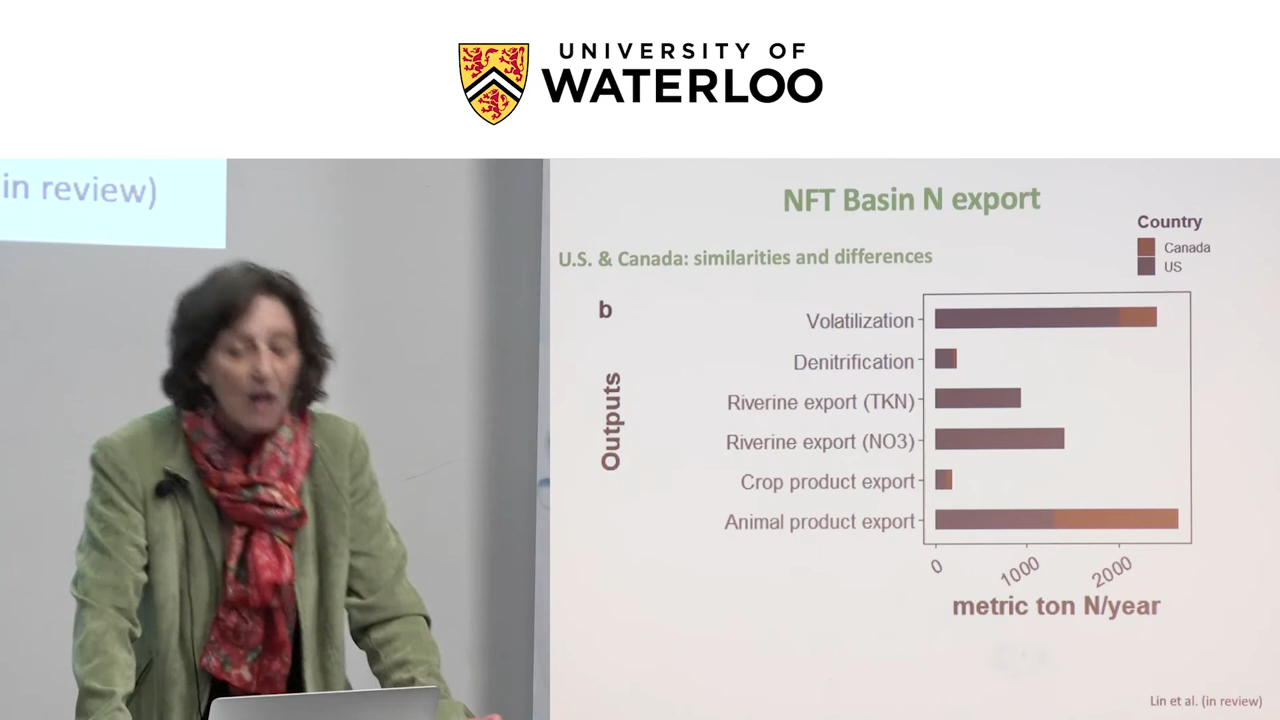 UNIVERSITY OF
WATERLOO
in review)
NFT Basin N export
U.S. & Canada: similarities and differences
Country
Canada
US
b
Outputs
Volatilization
Denitrification
Riverine export (TKN)
Riverine export (NO3)
Crop product export
Animal product export
0
1000
2000
metric ton N/year
Lin et al. (in review)